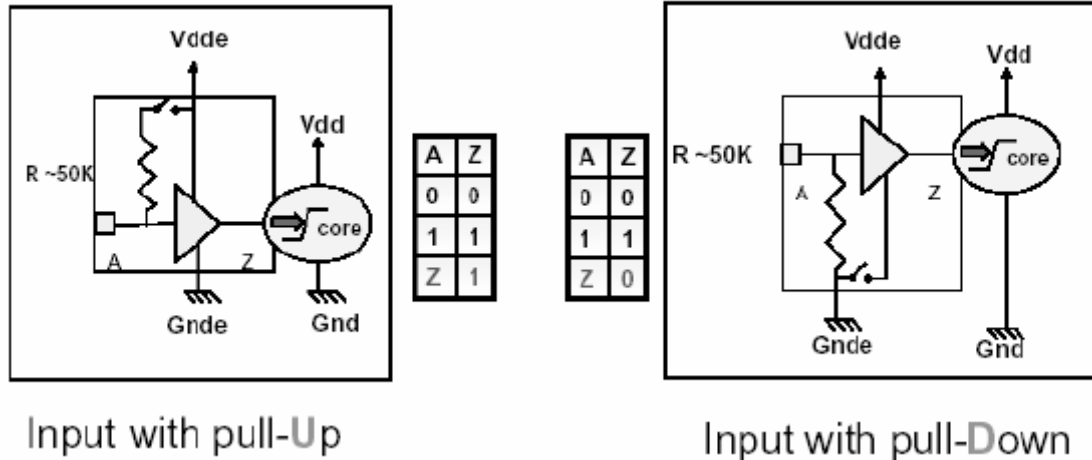 Vdde
Vdd
R ~50K
core
A
Z
Gnde
Gnd
A Z
0 0
1 1
Z 1
Input with pull-Up
A Z
0 0
1 1
Z 0
Vdde
Vdd
R ~50K
core
A
Z
Gnde
Gnd
Input with pull-Down